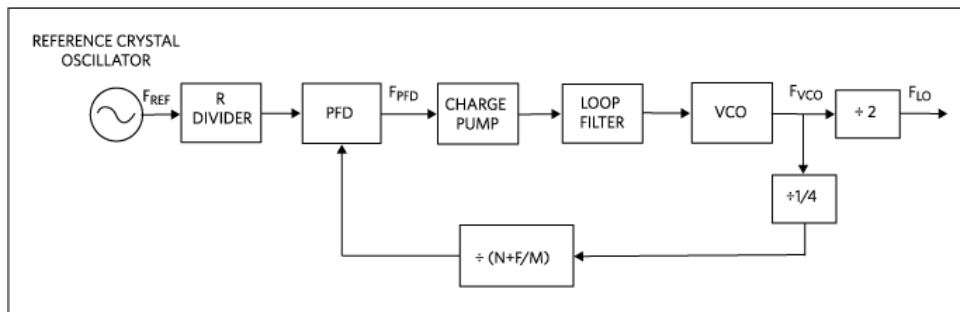 REFERENCE CRYSTAL
OSCILLATOR
FREF
R
DIVIDER
PFD
FPFD
CHARGE
PUMP
LOOP
FILTER
VCO
FVCO
÷ 2
FLO
÷1/4
÷ (N+F/M)